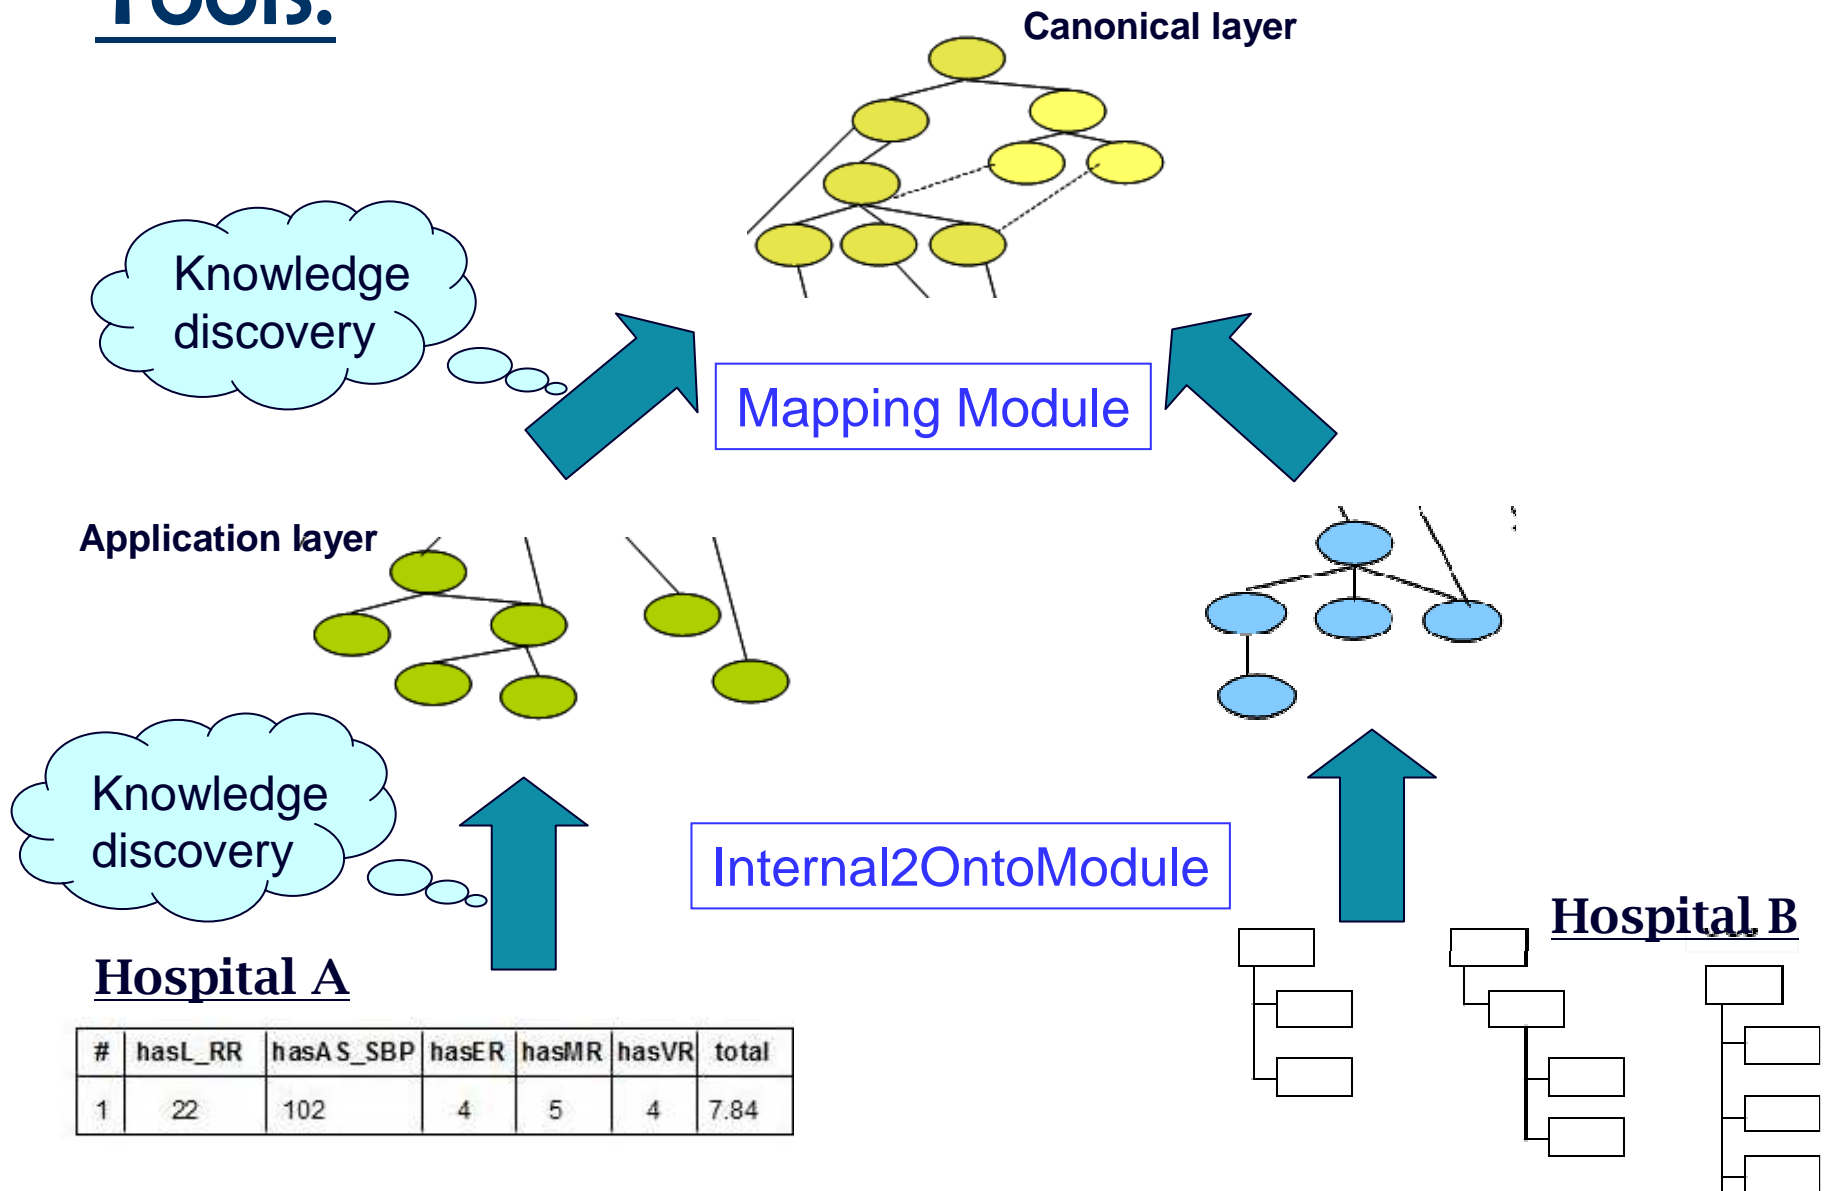 Tools:
Canonical layer
Knowledge
discovery
Mapping Module
Application layer
Knowledge
discovery
Internal2OntoModule
Hospital B
Hospital A
# hasL_RR hasAS_SBP hasER hasMR hasVR total
1 22 102 4 5 4 7.84